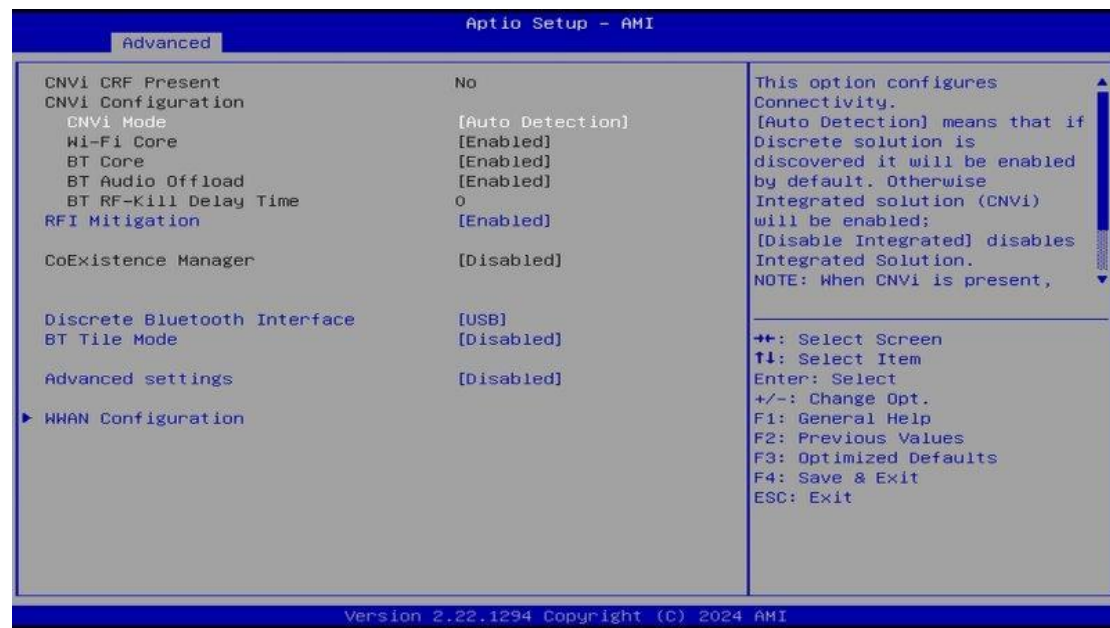 Aptio Setup - AMI
Advanced
CNVi CRF Present No
CNVi Configuration
CNVi Mode [Auto Detection]
Wi-Fi Core [Enabled]
BT Core [Enabled]
BT Audio Offload [Enabled]
BT RF-Kill Delay Time 0
RFI Mitigation [Enabled]
CoExistence Manager [Disabled]
Discrete Bluetooth Interface [USB]
BT Tile Mode [Disabled]
Advanced settings [Disabled]
WWAN Configuration
This option configures
Connectivity.
[Auto Detection] means that if
Discrete solution is
discovered it will be enabled
by default. Otherwise
Integrated solution (CNVi)
will be enabled;
[Disable Integrated] disables
Integrated Solution.
NOTE: When CNVi is present,
→←: Select Screen
↑↓: Select Item
Enter: Select
+/-: Change Opt.
F1: General Help
F2: Previous Values
F3: Optimized Defaults
F4: Save & Exit
ESC: Exit
Version 2.22.1294 Copyright (C) 2024 AMI